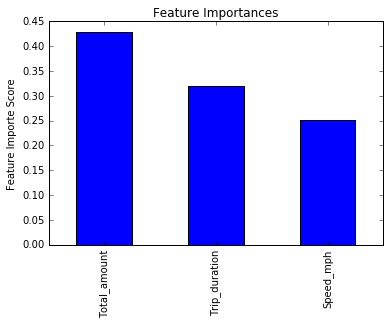 Feature Importances
Feature Importe Score
0.45
0.40
0.35
0.30
0.25
0.20
0.15
0.10
0.05
0.00
Total_amount
Trip_duration
Speed_mph